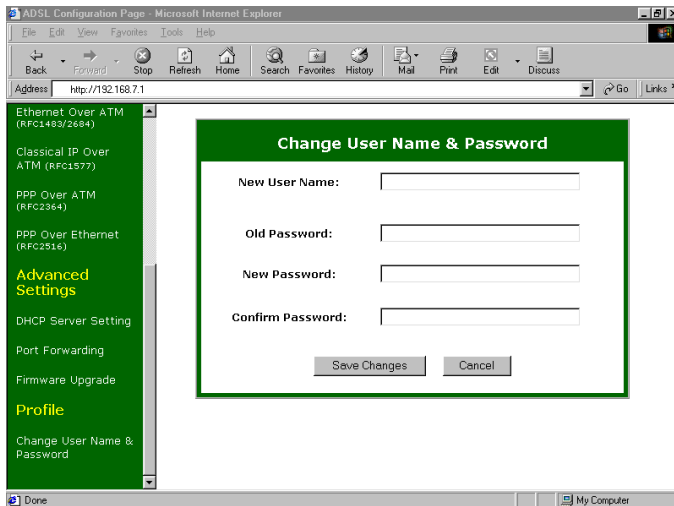 ADSL Configuration Page - Microsoft Internet Explorer
File Edit View Favorites Tools Help
Back Forward Stop Refresh Home Search Favorites History Mail Print Edit Discuss
Address http://192.168.7.1 Go Links
Ethernet Over ATM
(RFC1483/2684)
Classical IP Over
ATM (RFC1577)
PPP Over ATM
(RFC2364)
PPP Over Ethernet
(RFC2516)
Advanced
Settings
DHCP Server Setting
Port Forwarding
Firmware Upgrade
Profile
Change User Name &
Password
Change User Name & Password
New User Name:
Old Password:
New Password:
Confirm Password:
Save Changes Cancel
Done My Computer